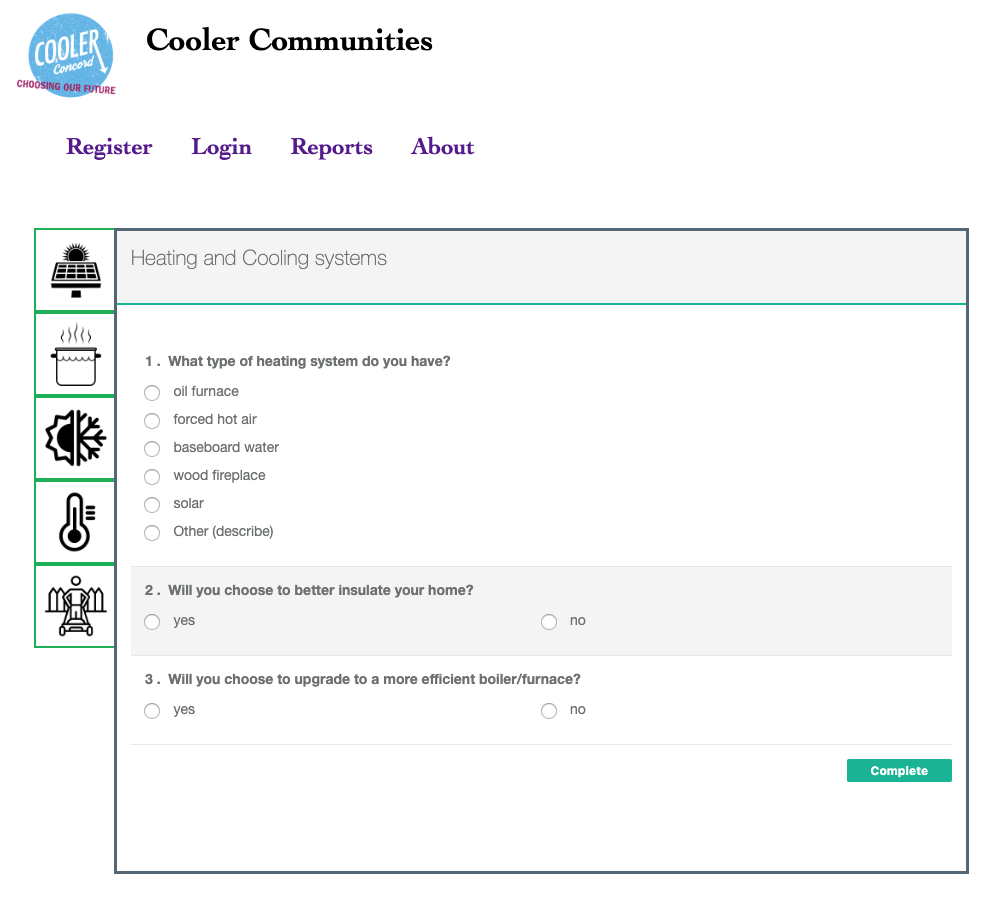 COOLER
Concord
CHOOSING OUR FUTURE
Cooler Communities
Register Login Reports About
Heating and Cooling systems
1 . What type of heating system do you have?
oil furnace
forced hot air
baseboard water
wood fireplace
solar
Other (describe)
2 . Will you choose to better insulate your home?
yes no
3 . Will you choose to upgrade to a more efficient boiler/furnace?
yes no
Complete